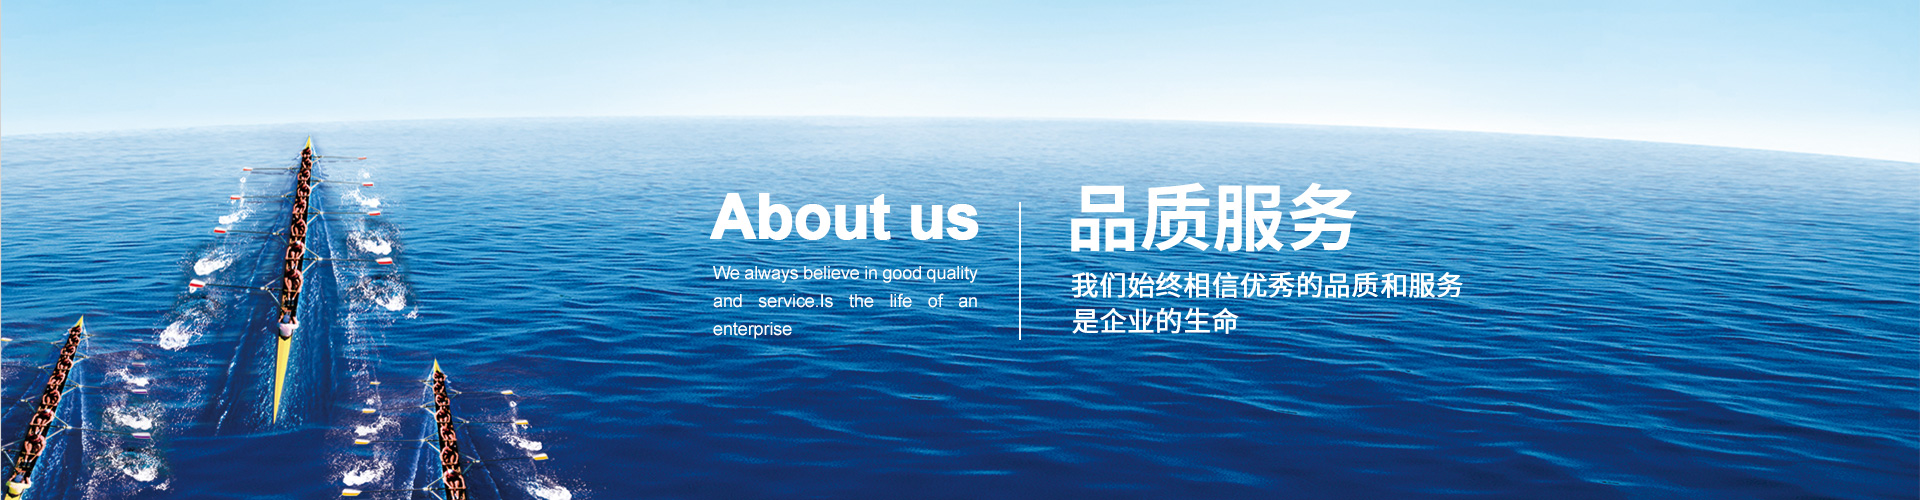 About us
We always believe in good quality
and service.Is the life of an
enterprise
品质服务
我们始终相信优秀的品质和服务
是企业的生命